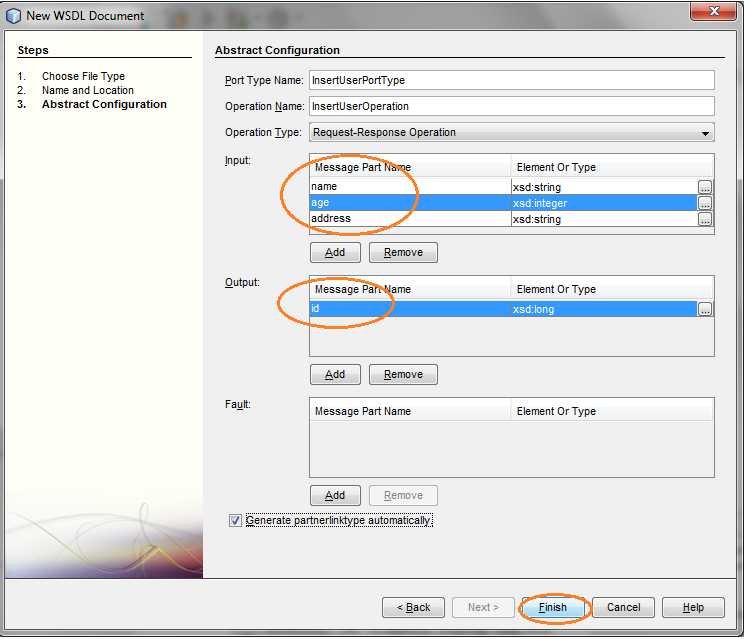 New WSDL Document
Steps
1. Choose File Type
2. Name and Location
3. Abstract Configuration
Abstract Configuration
Port Type Name: InsertUserPortType
Operation Name: InsertUserOperation
Operation Type: Request-Response Operation
Input:
Message Part Name Element Or Type
name xsd:string ...
age xsd:integer ...
address xsd:string ...
Add Remove
Output:
Message Part Name Element Or Type
id xsd:long ...
Add Remove
Fault:
Message Part Name Element Or Type
Add Remove
Generate partnerlinktype automatically.
< Back Next > Finish Cancel Help